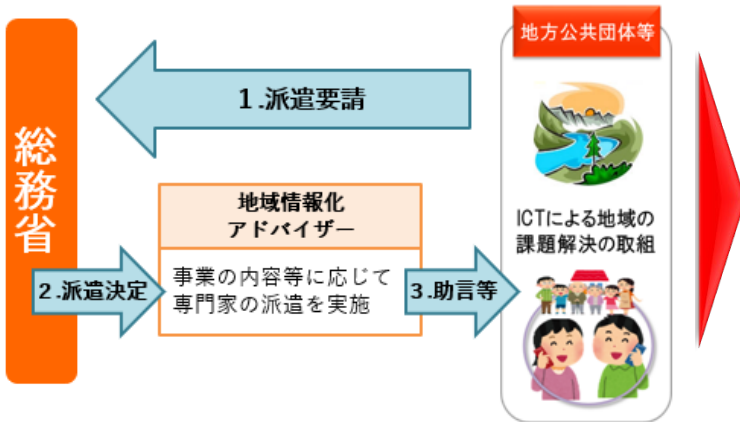 地方公共団体等
1.派遣要請
総務省
地域情報化
アドバイザー
ICTによる地域の
課題解決の取組
2.派遣決定
事業の内容等に応じて
専門家の派遣を実施
3.助言等